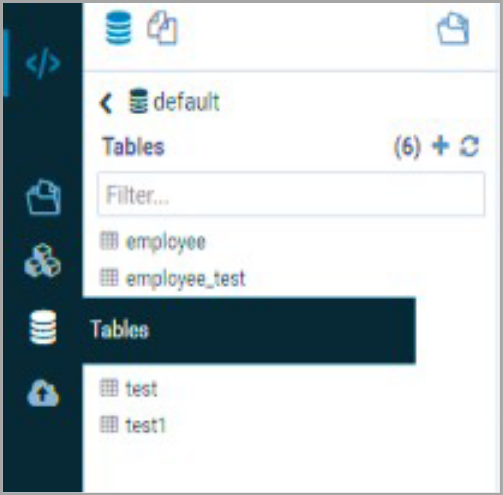 </>
default
Tables (6)
Filter...
employee
employee_test
Tables
test
test1